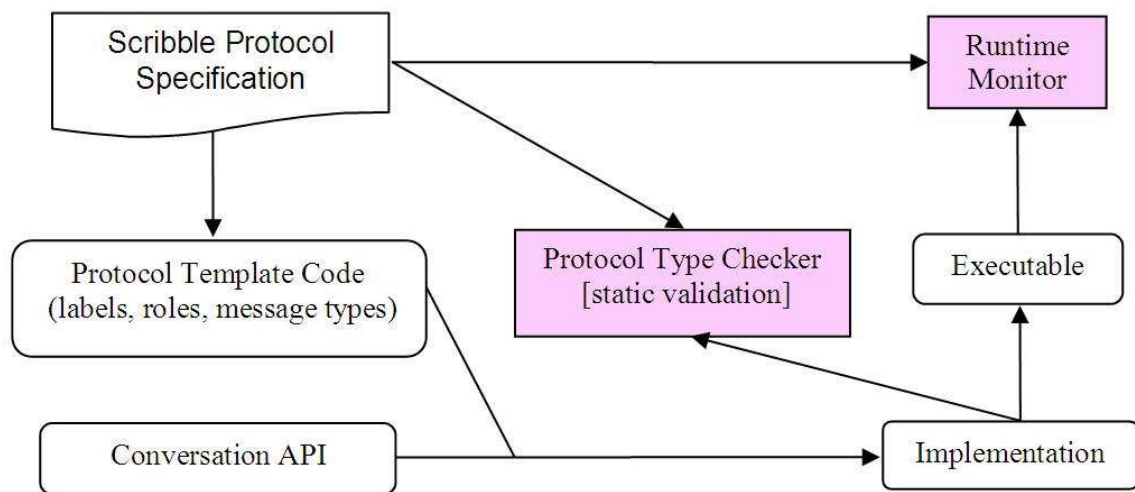 Scribble Protocol
Specification
Runtime
Monitor
Protocol Template Code
(labels, roles, message types)
Protocol Type Checker
[static validation]
Executable
Conversation API
Implementation